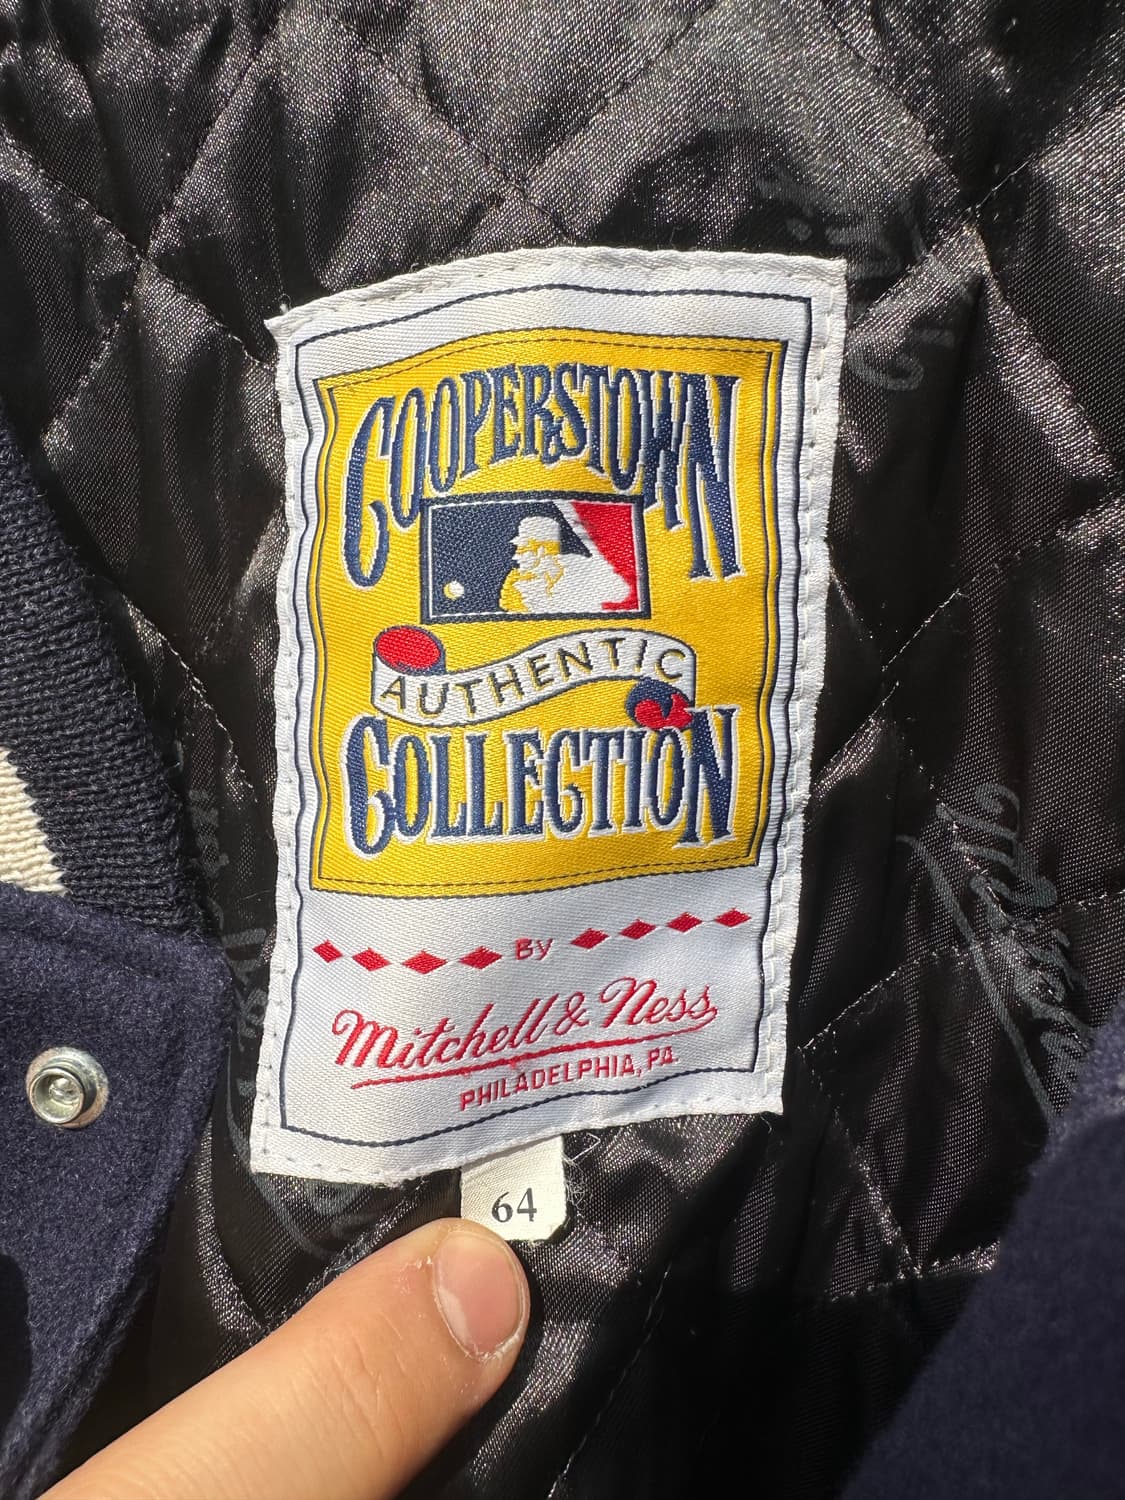 COOPERSTOWN
AUTHENTIC
COLLECTION
By
Mitchell & Ness
PHILADELPHIA, PA.
64